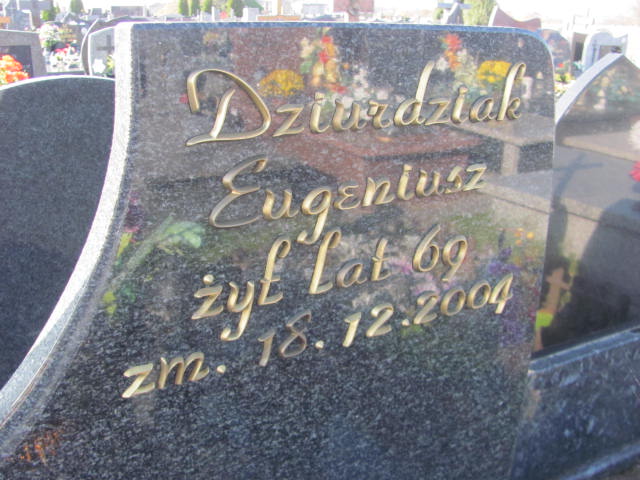 Dziurdziak
Eugeniusz
żył lat 69
zm. 18.12.2004